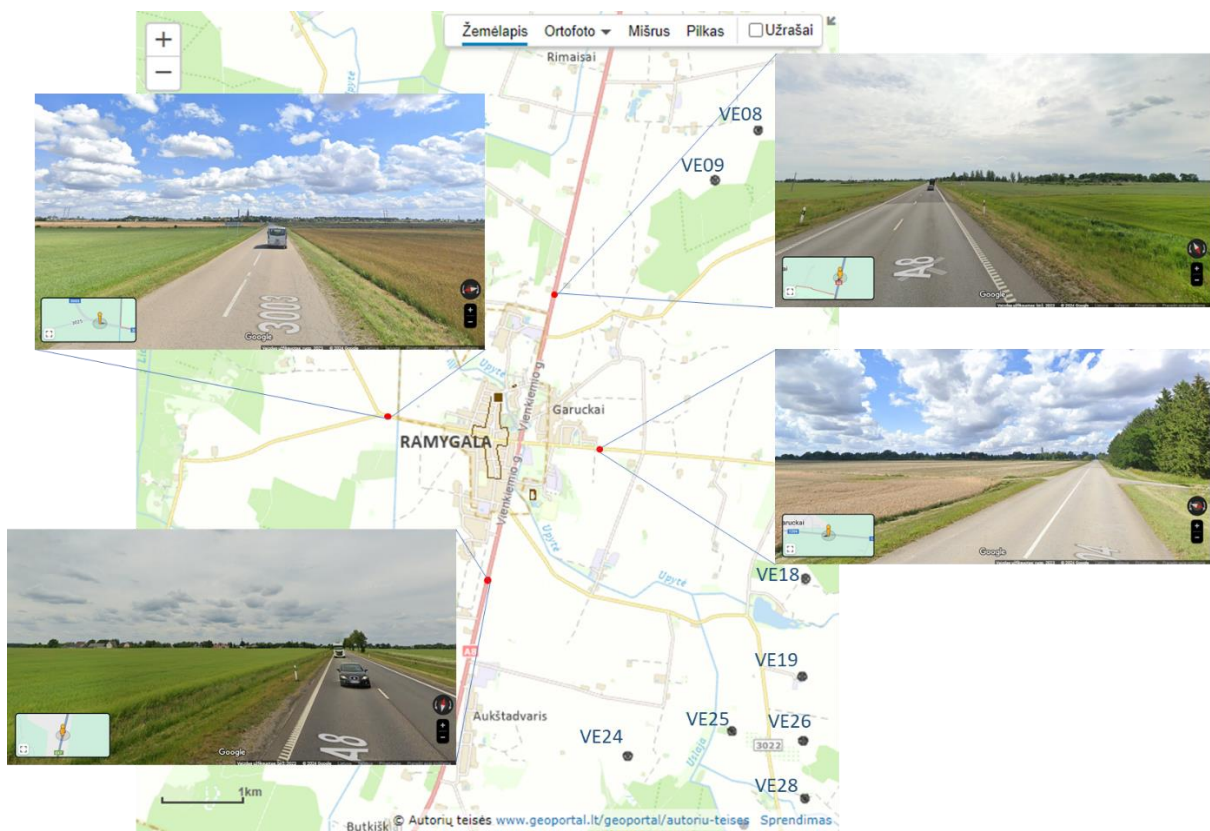 Žemėlapis Ortofoto Mišrus Pilkas Užrašai
+
−
Rimaisai
VE08
VE09
3003
Google
A8
Google
Upytė
Vienkiemio g.
Garuckai
RAMYGALA
Vienkiemio g.
Upytė
Upytė
VE18
aruckai
Google
A8
VE19
Aukštadvaris
VE24
VE25
VE26
Usloja
3022
VE28
A8
Google
1km
Butkišk
© Autorių teisės www.geoportal.lt/geoportal/autoriu-teises Sprendimas